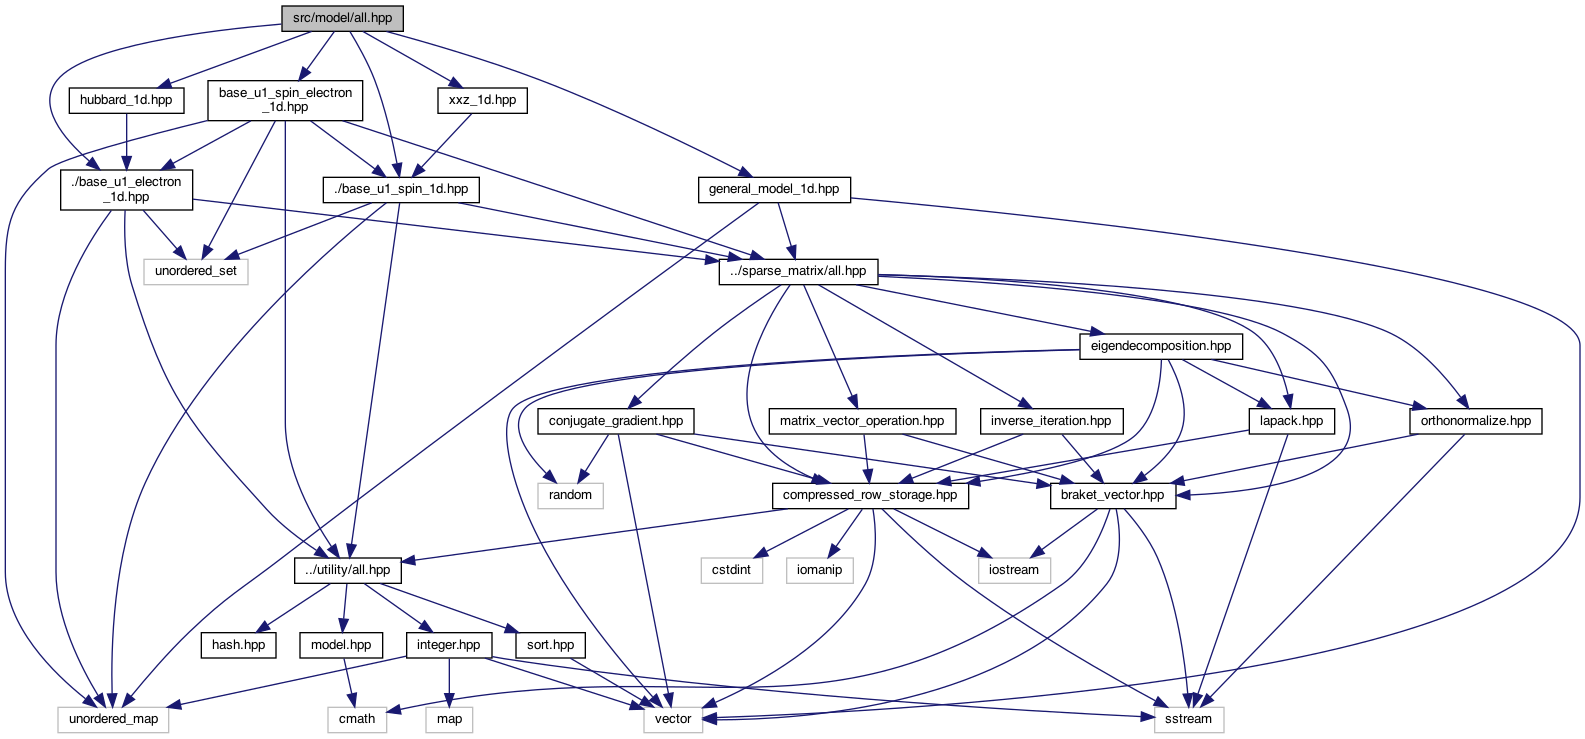 src/model/all.hpp
hubbard_1d.hpp
base_u1_spin_electron
_1d.hpp
xxz_1d.hpp
./base_u1_electron
_1d.hpp
./base_u1_spin_1d.hpp
general_model_1d.hpp
unordered_set
../sparse_matrix/all.hpp
eigendecomposition.hpp
conjugate_gradient.hpp
matrix_vector_operation.hpp
inverse_iteration.hpp
lapack.hpp
orthonormalize.hpp
random
compressed_row_storage.hpp
braket_vector.hpp
../utility/all.hpp
cstdint
iomanip
iostream
hash.hpp
model.hpp
integer.hpp
sort.hpp
unordered_map
cmath
map
vector
sstream